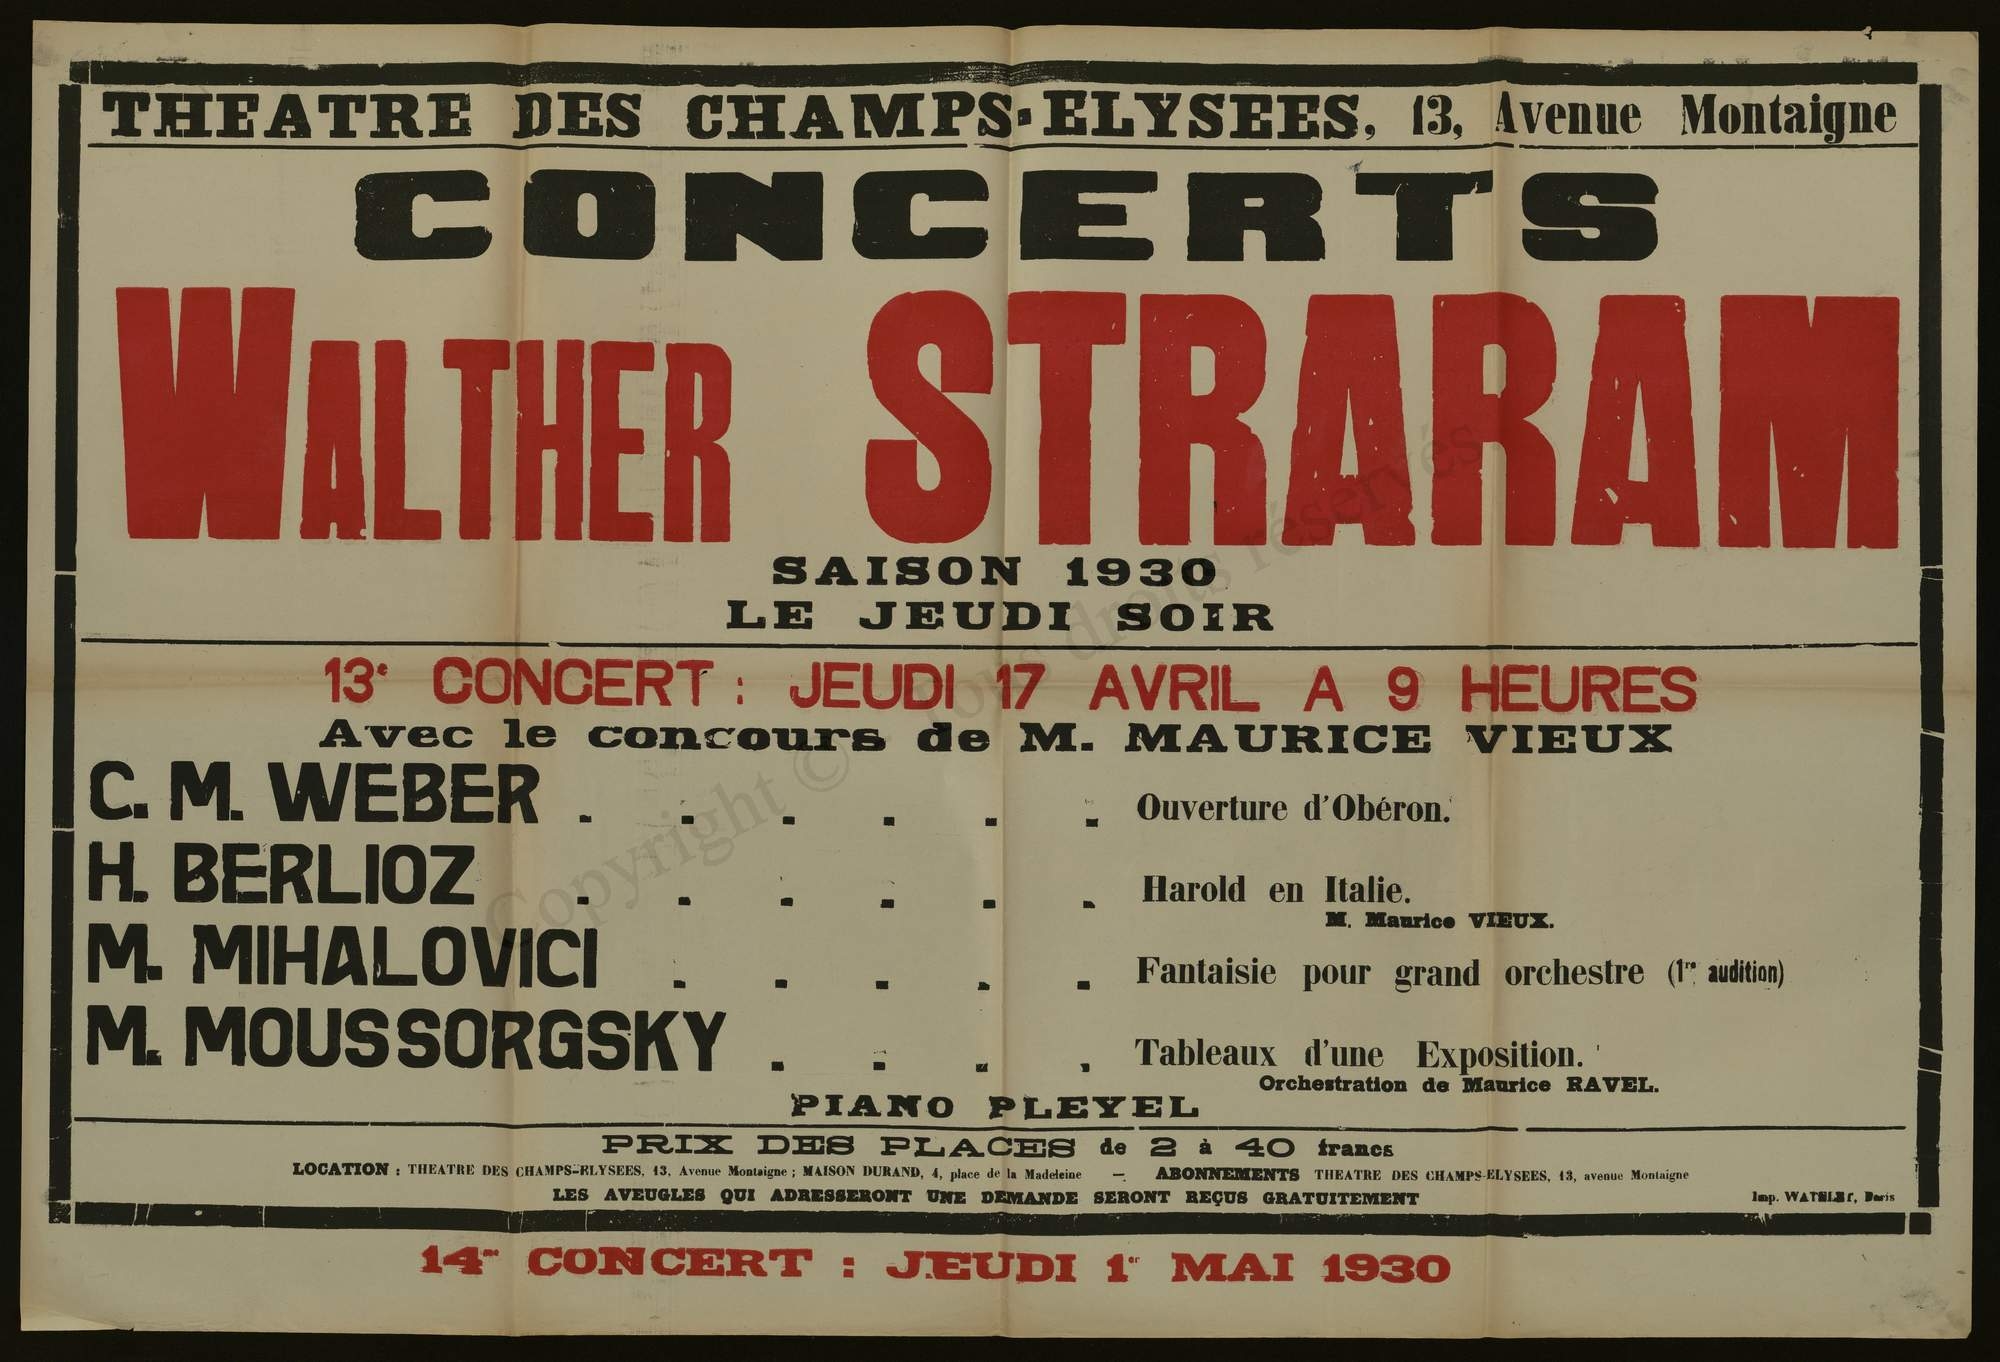 THEATRE DES CHAMPS-ELYSEES, 13, Avenue Montaigne
CONCERTS
WALTHER STRARAM
SAISON 1930
LE JEUDI SOIR
13e CONCERT : JEUDI 17 AVRIL A 9 HEURES
Avec le concours de M. MAURICE VIEUX
C. M. WEBER . . . . . . Ouverture d'Obéron.
H. BERLIOZ . . . . . . Harold en Italie.
M. Maurice VIEUX.
M. MIHALOVICI . . . . . Fantaisie pour grand orchestre (1re audition)
M. MOUSSORGSKY . . . . Tableaux d'une Exposition.
Orchestration de Maurice RAVEL.
PIANO PLEYEL
PRIX DES PLACES de 2 à 40 francs
LOCATION : THEATRE DES CHAMPS-ELYSEES, 13, Avenue Montaigne ; MAISON DURAND, 4, place de la Madeleine — ABONNEMENTS THEATRE DES CHAMPS-ELYSEES, 13, avenue Montaigne
LES AVEUGLES QUI ADRESSERONT UNE DEMANDE SERONT REÇUS GRATUITEMENT
Imp. Paris
14me CONCERT : JEUDI 1er MAI 1930
Copyright © - Tous droits réservés